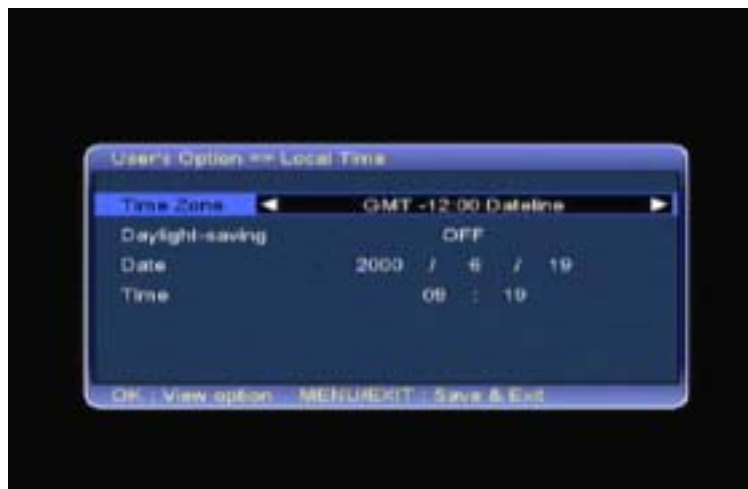 User's Option >> Local Time
Time Zone ◄ GMT -12:00 Dateline ►
Daylight-saving OFF
Date 2000 / 6 / 19
Time : 19
OK : View option MENU/EXIT : Save & Exit